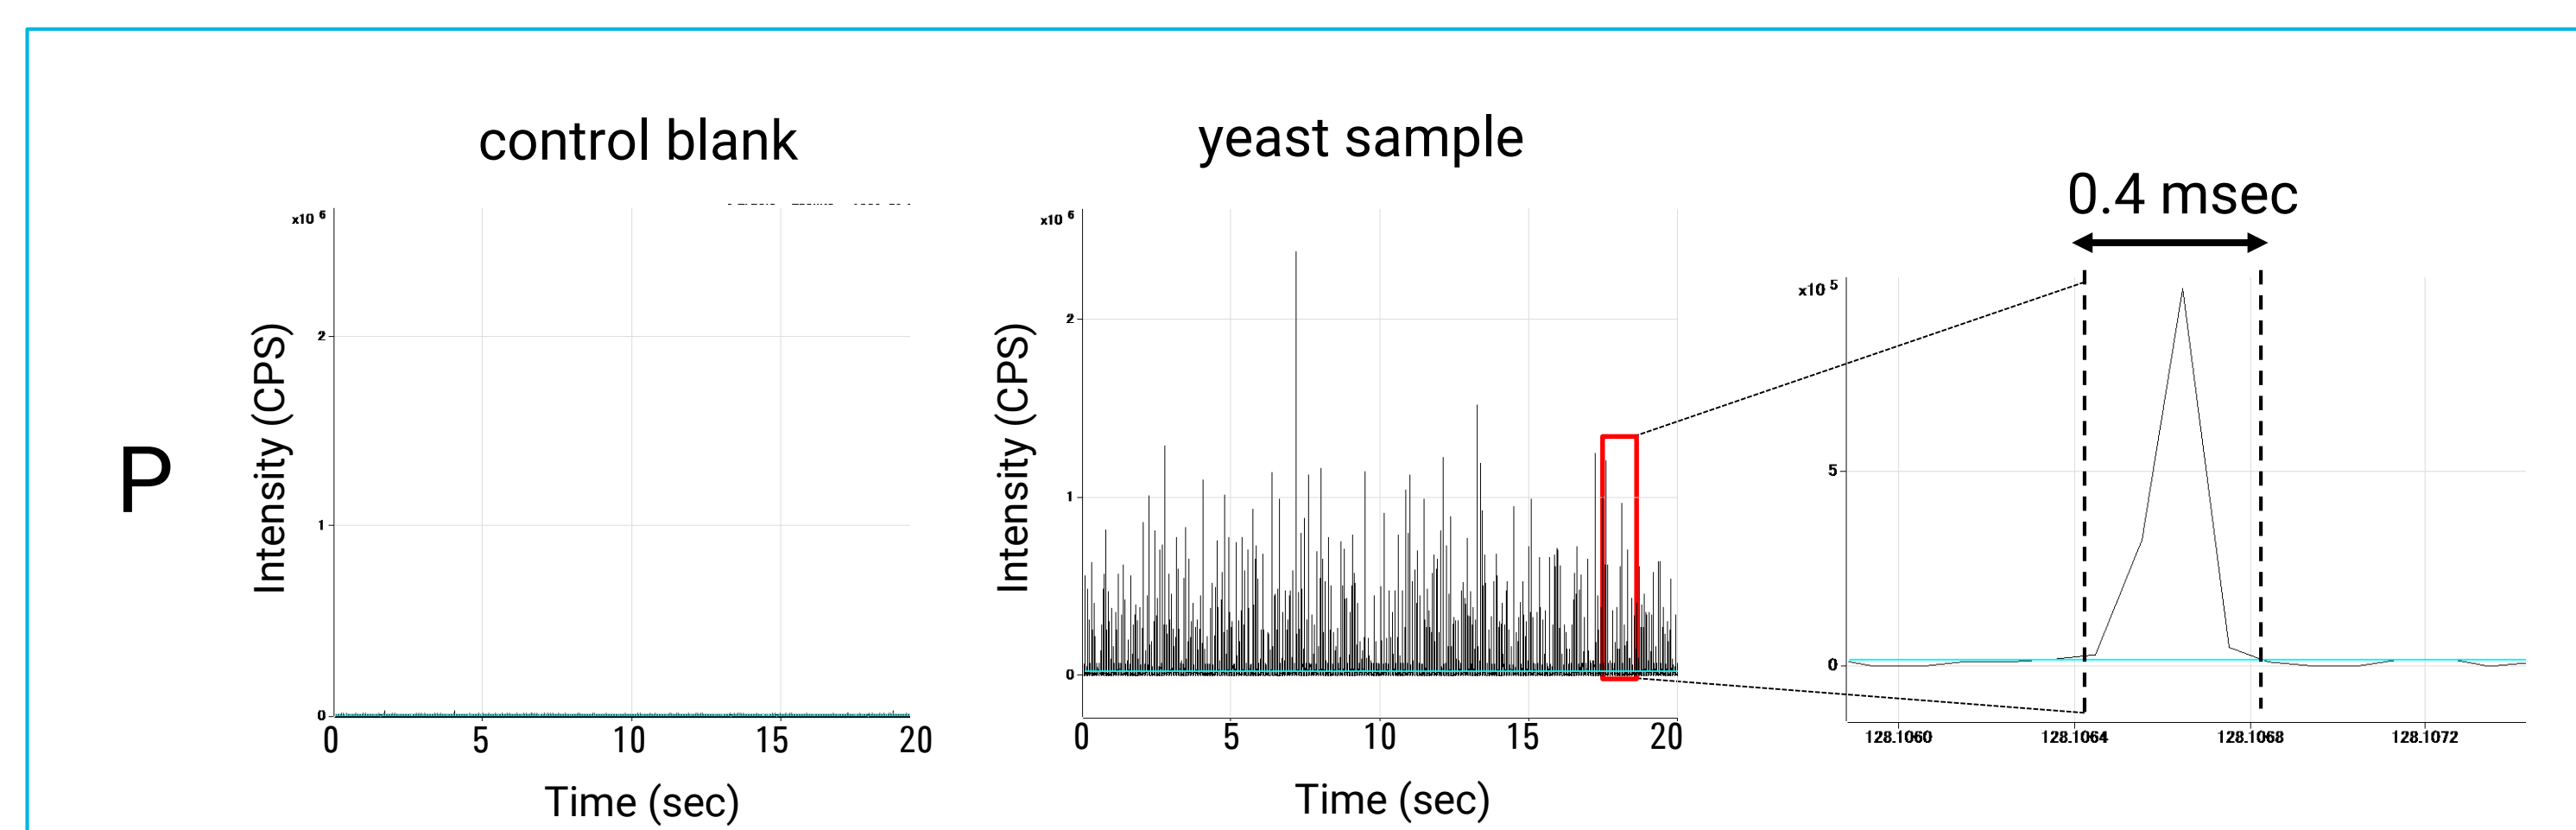 control blank
yeast sample
0.4 msec
P
Intensity (CPS)
x10 6
2
1
0
0 5 10 15 20
Time (sec)
Intensity (CPS)
x10 6
2
1
0
0 5 10 15 20
Time (sec)
x10 5
5
0
128.1060 128.1064 128.1068 128.1072